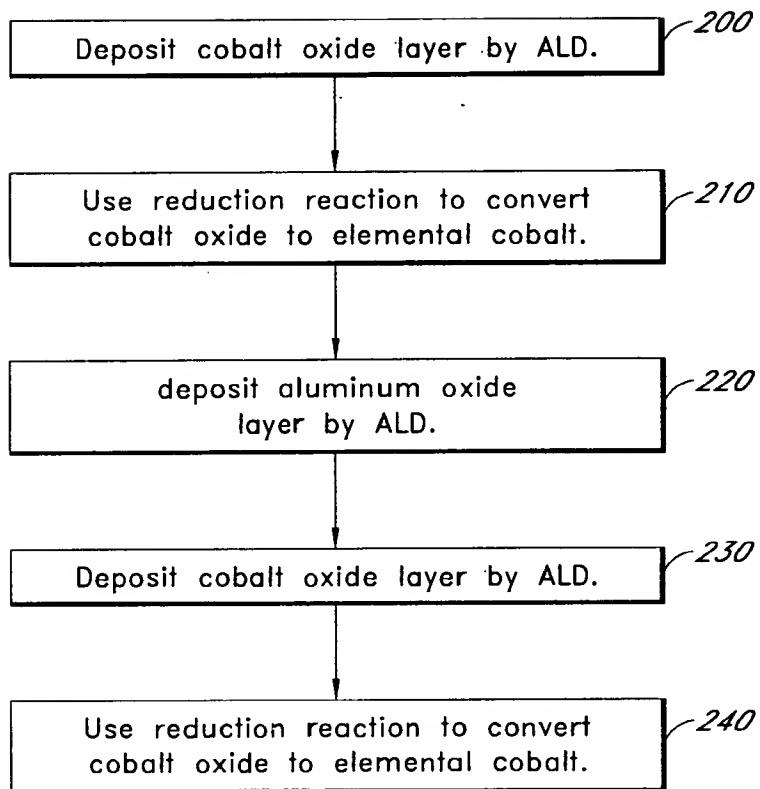 Deposit cobalt oxide layer by ALD.
200
Use reduction reaction to convert
cobalt oxide to elemental cobalt.
210
deposit aluminum oxide
layer by ALD.
220
Deposit cobalt oxide layer by ALD.
230
Use reduction reaction to convert
cobalt oxide to elemental cobalt.
240